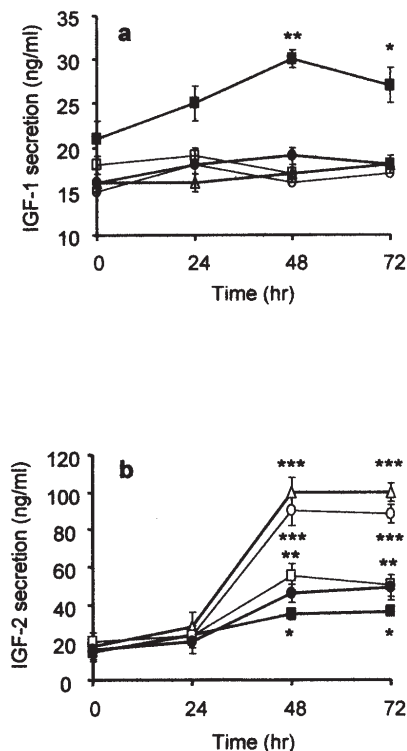 a
IGF-1 secretion (ng/ml)
35
30
25
20
15
10
**
*
0 24 48 72
Time (hr)
b
IGF-2 secretion (ng/ml)
120
100
80
60
40
20
0
*** ***
*** ***
** **
* *
0 24 48 72
Time (hr)